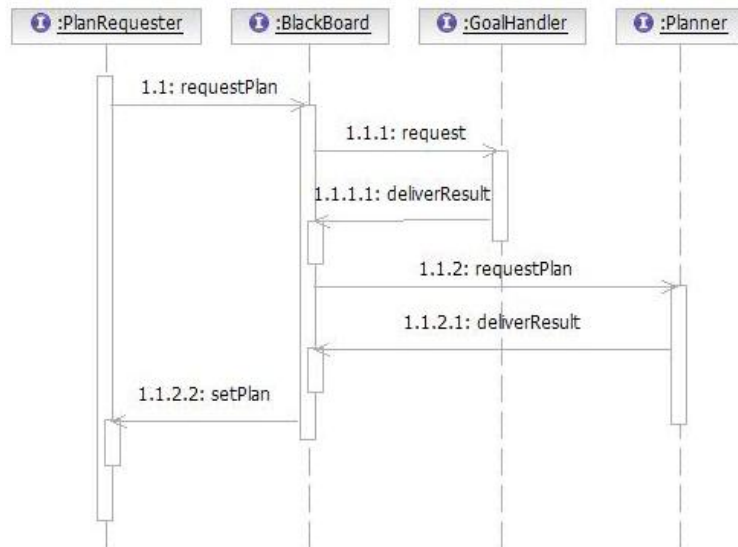 :PlanRequester
:BlackBoard
:GoalHandler
:Planner
1.1: requestPlan
1.1.1: request
1.1.1.1: deliverResult
1.1.2: requestPlan
1.1.2.1: deliverResult
1.1.2.2: setPlan